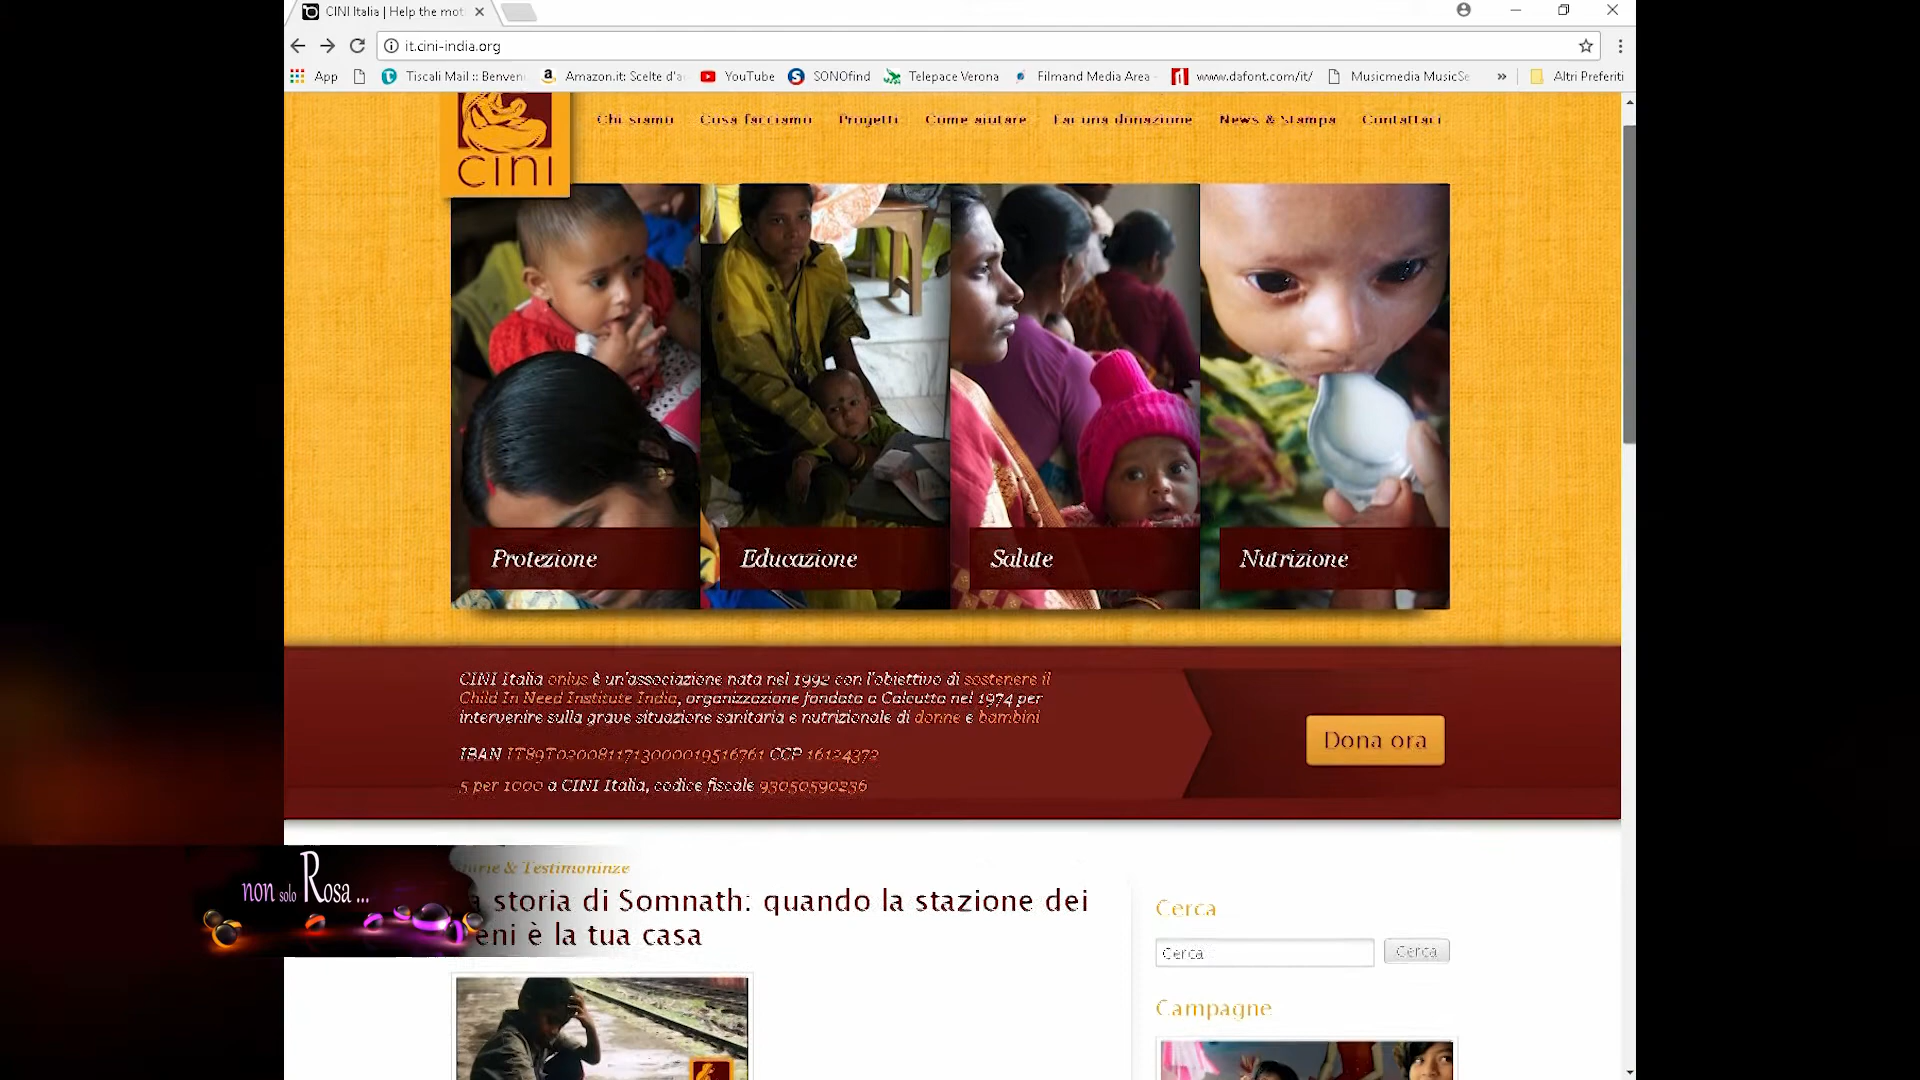 CINI Italia | Help the mot
it.cini-india.org
App
Tiscali Mail :: Benven
Amazon.it: Scelte d'a
YouTube
SONOfind
Telepace Verona
Filmand Media Area -
www.dafont.com/it/
Musicmedia MusicSe
»
Altri Preferiti
cini
Chi siamo
Cosa facciamo
Progetti
Come aiutare
Fai una donazione
News & Stampa
Contattaci
Protezione
Educazione
Salute
Nutrizione
CINI Italia onlus è un'associazione nata nel 1992 con l'obiettivo di sostenere il
Child In Need Institute India, organizzazione fondata a Calcutta nel 1974 per
intervenire sulla grave situazione sanitaria e nutrizionale di donne e bambini
IBAN IT89T0200811713000019516761 CCP 16124372
5 per 1000 a CINI Italia, codice fiscale 93050590236
Dona ora
non solo Rosa ...
orie & Testimoninze
a storia di Somnath: quando la stazione dei
eni è la tua casa
Cerca
Cerca
Cerca
Campagne